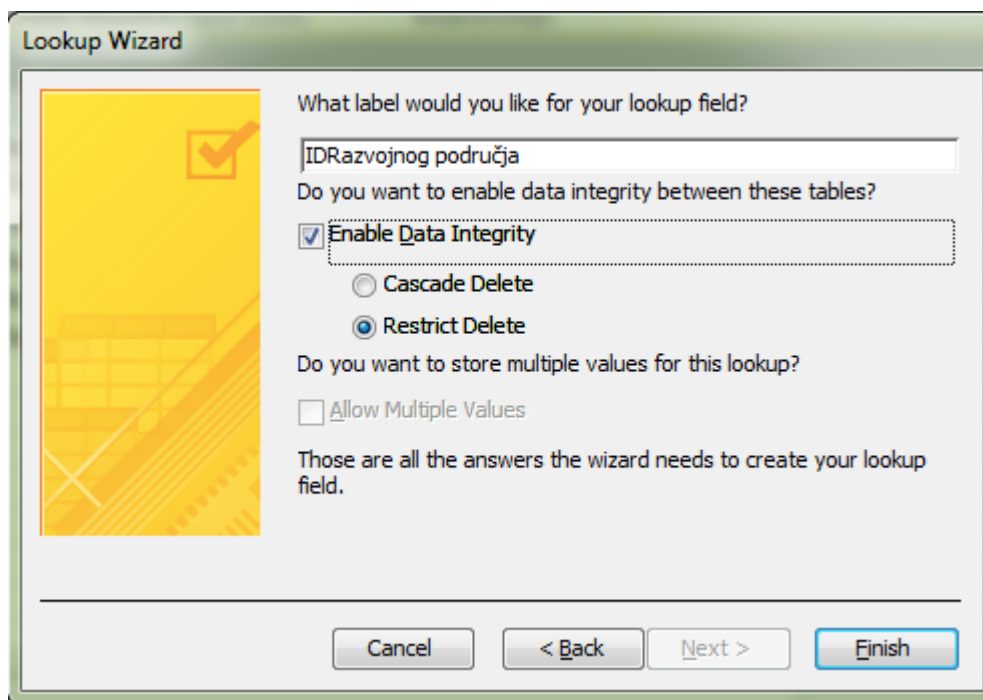 Lookup Wizard
What label would you like for your lookup field?
IDRazvojnog područja
Do you want to enable data integrity between these tables?
Enable Data Integrity
Cascade Delete
Restrict Delete
Do you want to store multiple values for this lookup?
Allow Multiple Values
Those are all the answers the wizard needs to create your lookup
field.
Cancel
< Back
Next >
Finish